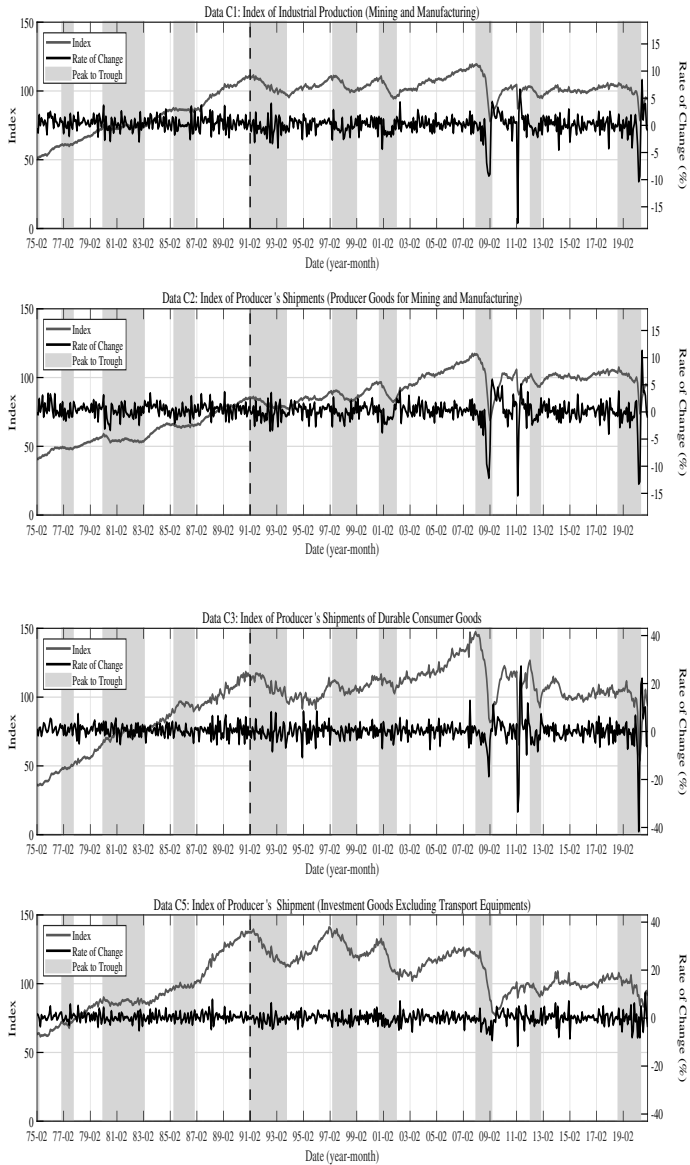 Data C1: Index of Industrial Production (Mining and Manufacturing)
Index
Rate of Change
Peak to Trough
150
100
50
0
Index
15
10
5
0
-5
-10
-15
Rate of Change (%)
75-02 77-02 79-02 81-02 83-02 85-02 87-02 89-02 91-02 93-02 95-02 97-02 99-02 01-02 03-02 05-02 07-02 09-02 11-02 13-02 15-02 17-02 19-02
Date (year-month)
Data C2: Index of Producer's Shipments (Producer Goods for Mining and Manufacturing)
Index
Rate of Change
Peak to Trough
150
100
50
0
Index
15
10
5
0
-5
-10
-15
Rate of Change (%)
75-02 77-02 79-02 81-02 83-02 85-02 87-02 89-02 91-02 93-02 95-02 97-02 99-02 01-02 03-02 05-02 07-02 09-02 11-02 13-02 15-02 17-02 19-02
Date (year-month)
Data C3: Index of Producer's Shipments of Durable Consumer Goods
Index
Rate of Change
Peak to Trough
150
100
50
0
Index
40
20
0
-20
-40
Rate of Change (%)
75-02 77-02 79-02 81-02 83-02 85-02 87-02 89-02 91-02 93-02 95-02 97-02 99-02 01-02 03-02 05-02 07-02 09-02 11-02 13-02 15-02 17-02 19-02
Date (year-month)
Data C5: Index of Producer's Shipment (Investment Goods Excluding Transport Equipments)
Index
Rate of Change
Peak to Trough
150
100
50
0
Index
40
20
0
-20
-40
Rate of Change (%)
75-02 77-02 79-02 81-02 83-02 85-02 87-02 89-02 91-02 93-02 95-02 97-02 99-02 01-02 03-02 05-02 07-02 09-02 11-02 13-02 15-02 17-02 19-02
Date (year-month)